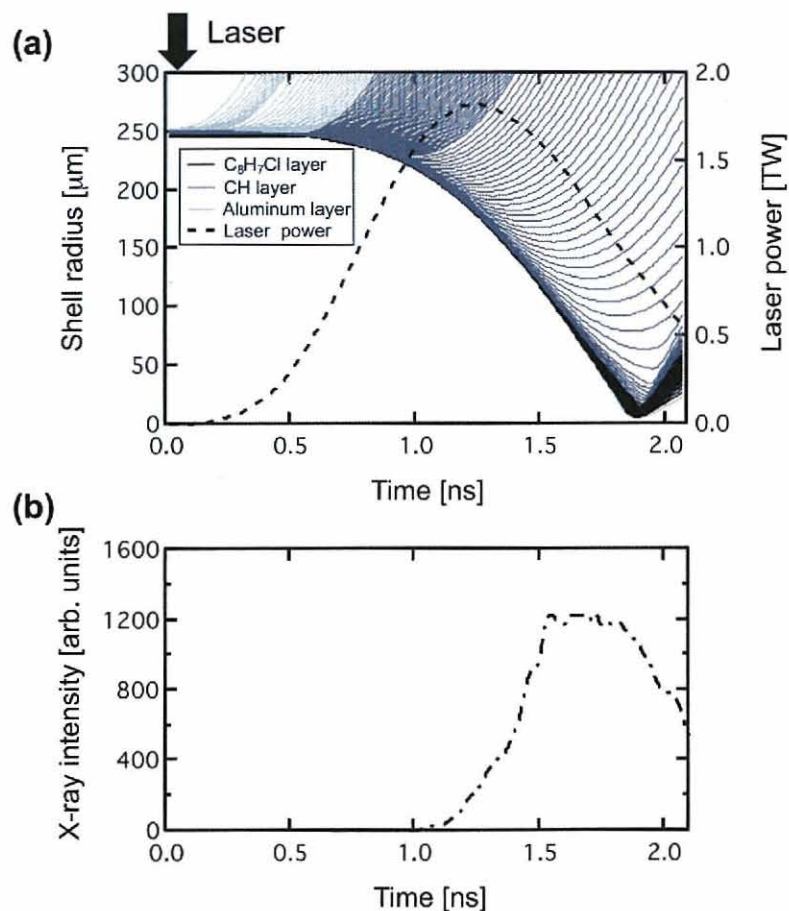 (a)
Laser
300
250
200
150
100
50
0
Shell radius [μm]
C₈H₇Cl layer
CH layer
Aluminum layer
Laser power
2.0
1.5
1.0
0.5
0.0
Laser power [TW]
0.0 0.5 1.0 1.5 2.0
Time [ns]
(b)
1600
1200
800
400
0
X-ray intensity [arb. units]
0.0 0.5 1.0 1.5 2.0
Time [ns]